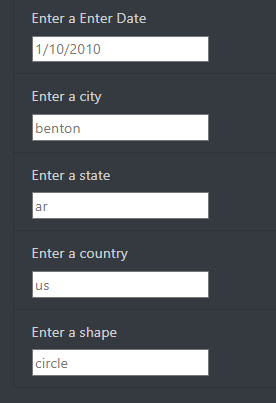 Enter a Enter Date
1/10/2010
Enter a city
benton
Enter a state
ar
Enter a country
us
Enter a shape
circle